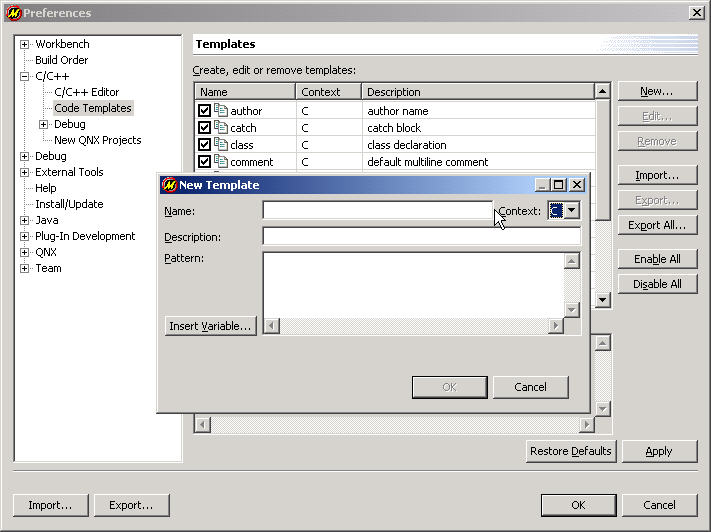 Preferences
Workbench
Build Order
C/C++
C/C++ Editor
Code Templates
Debug
New QNX Projects
Debug
External Tools
Help
Install/Update
Java
Plug-In Development
QNX
Team
Templates
Create, edit or remove templates:
Name Context Description
author C author name
catch C catch block
class C class declaration
comment C default multiline comment
New...
Edit...
Remove
Import...
Export...
Export All...
Enable All
Disable All
New Template
Name: Context: C
Description:
Pattern:
Insert Variable...
OK Cancel
Restore Defaults Apply
Import... Export... OK Cancel